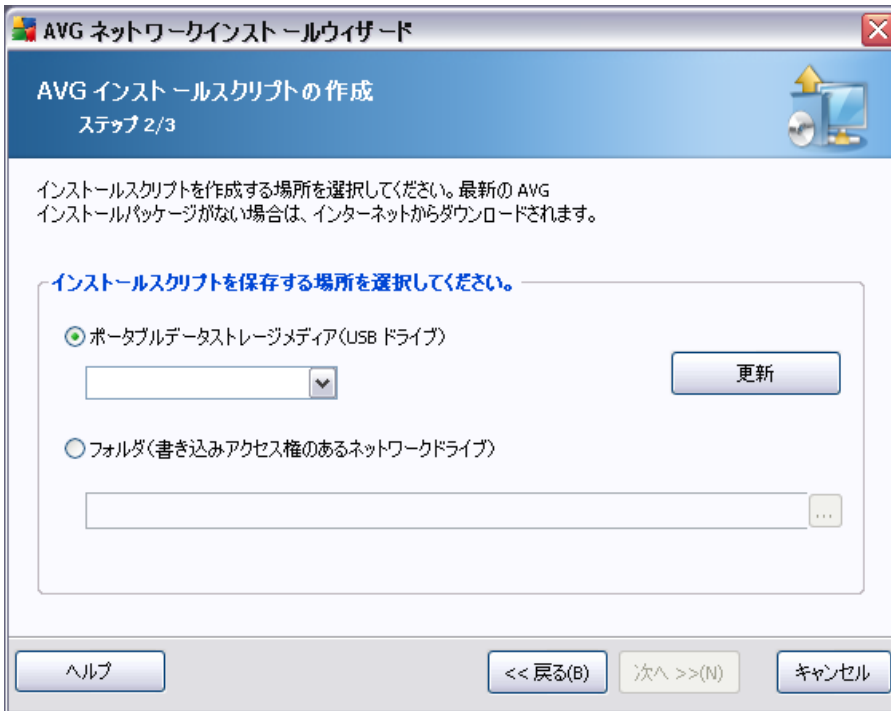 AVG ネットワークインストールウィザード
AVG インストールスクリプトの作成
ステップ 2/3
インストールスクリプトを作成する場所を選択してください。最新の AVG
インストールパッケージがない場合は、インターネットからダウンロードされます。
インストールスクリプトを保存する場所を選択してください。
ポータブルデータストレージメディア(USB ドライブ)
更新
フォルダ(書き込みアクセス権のあるネットワークドライブ)
...
ヘルプ
<< 戻る(B)
次へ >>(N)
キャンセル